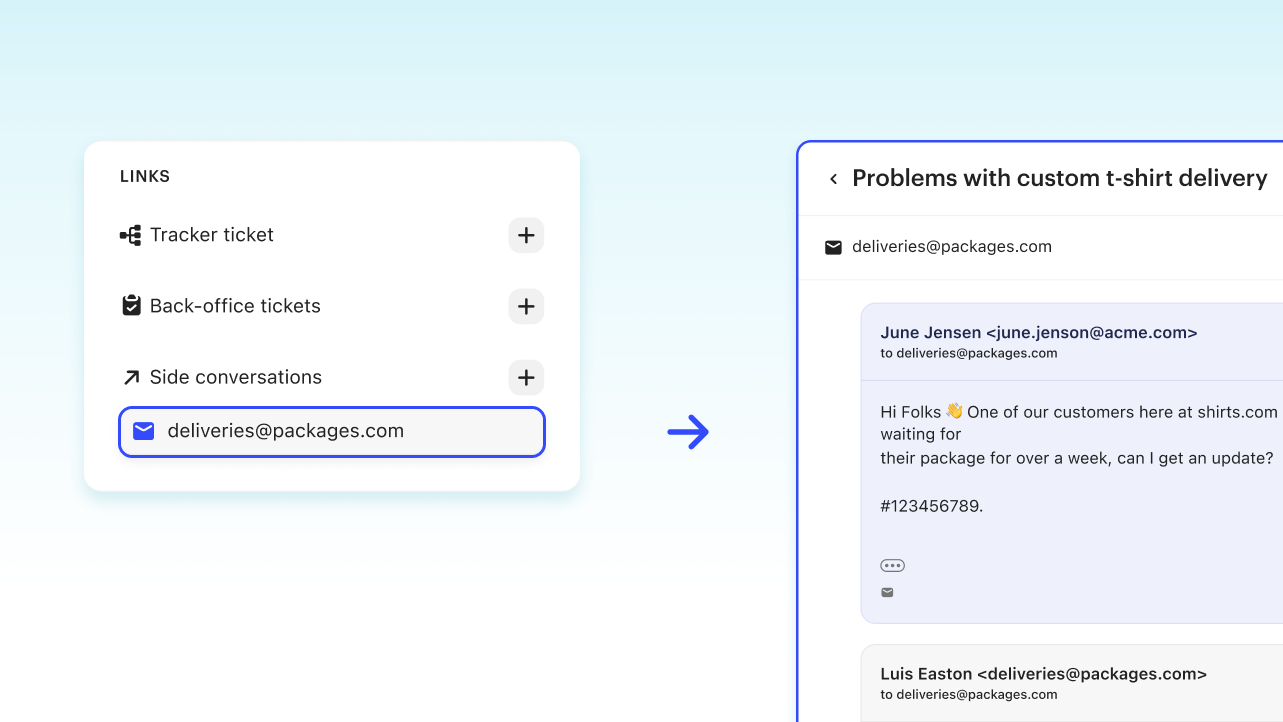 LINKS
Tracker ticket
Back-office tickets
Side conversations
deliveries@packages.com
Problems with custom t-shirt delivery
deliveries@packages.com
June Jensen <june.jenson@acme.com>
to deliveries@packages.com
Hi Folks 👋 One of our customers here at shirts.com
waiting for
their package for over a week, can I get an update?
#123456789.
Luis Easton <deliveries@packages.com>
to deliveries@packages.com